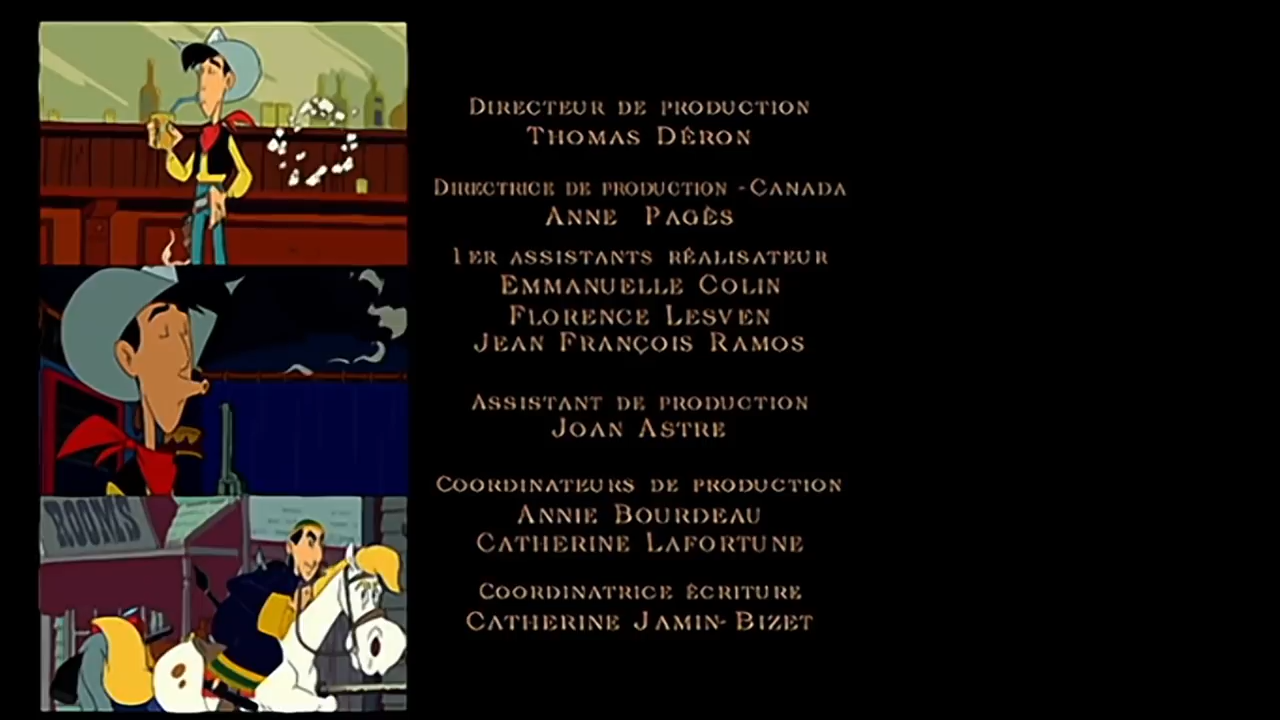 ROOMS
DIRECTEUR DE PRODUCTION
THOMAS DÉRON
DIRECTRICE DE PRODUCTION - CANADA
ANNE PAGÈS
1ER ASSISTANTS RÉALISATEUR
EMMANUELLE COLIN
FLORENCE LESVEN
JEAN FRANÇOIS RAMOS
ASSISTANT DE PRODUCTION
JOAN ASTRE
COORDINATEURS DE PRODUCTION
ANNIE BOURDEAU
CATHERINE LAFORTUNE
COORDINATRICE ÉCRITURE
CATHERINE JAMIN-BIZET